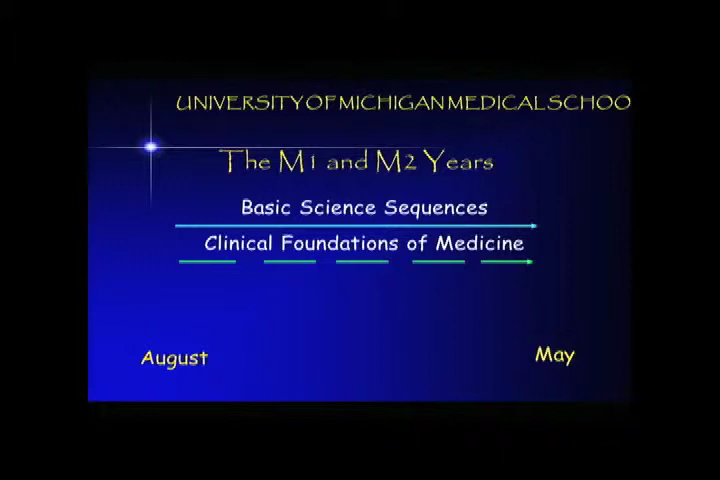 UNIVERSITY OF MICHIGAN MEDICAL SCHOO
The M1 and M2 Years
Basic Science Sequences
Clinical Foundations of Medicine
August
May